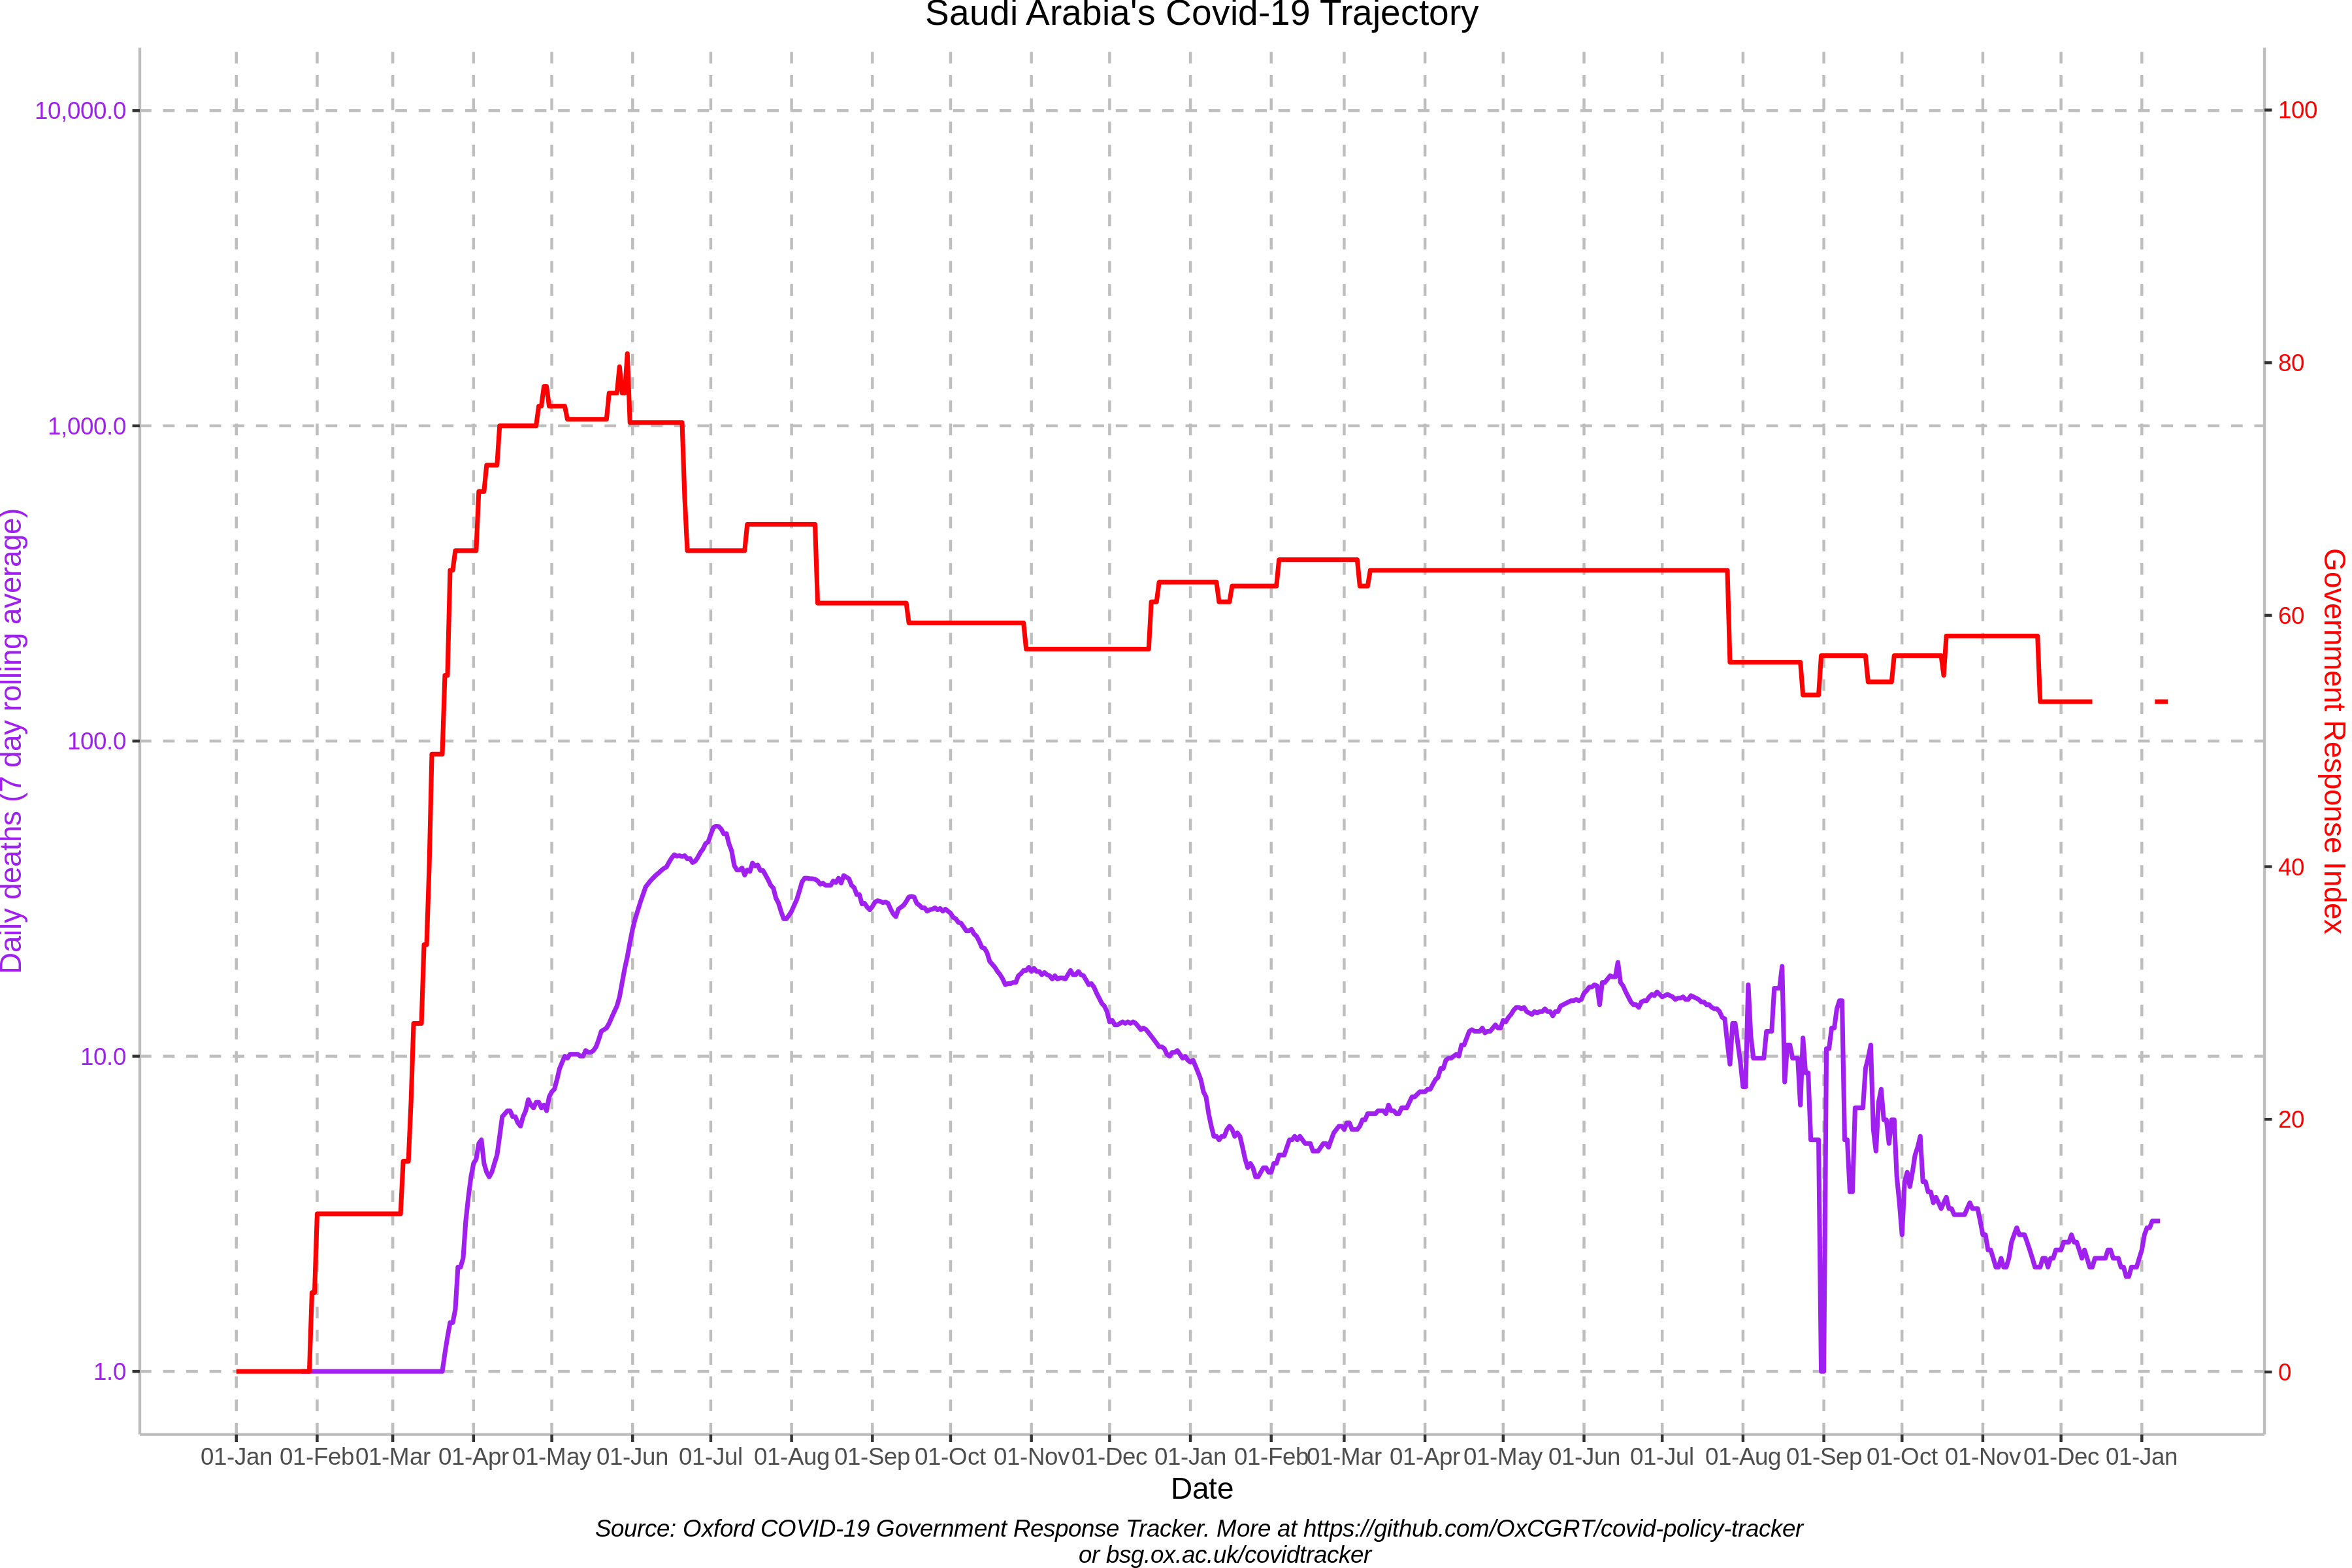 Saudi Arabia's Covid-19 Trajectory
10,000.0
1,000.0
100.0
10.0
1.0
Daily deaths (7 day rolling average)
100
80
60
40
20
0
Government Response Index
01-Jan 01-Feb 01-Mar 01-Apr 01-May 01-Jun 01-Jul 01-Aug 01-Sep 01-Oct 01-Nov 01-Dec 01-Jan 01-Feb 01-Mar 01-Apr 01-May 01-Jun 01-Jul 01-Aug 01-Sep 01-Oct 01-Nov 01-Dec 01-Jan
Date
Source: Oxford COVID-19 Government Response Tracker. More at https://github.com/OxCGRT/covid-policy-tracker
or bsg.ox.ac.uk/covidtracker